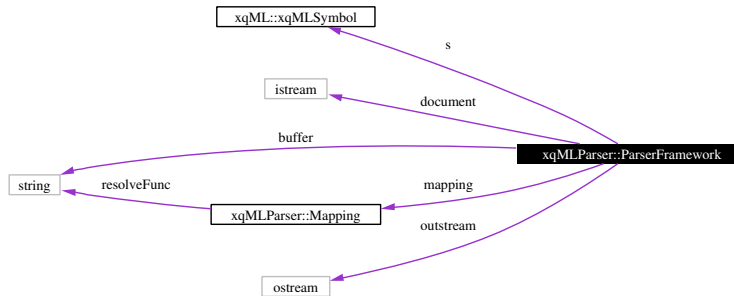 xqML::xqMLSymbol
s
istream
document
buffer
xqMLParser::ParserFramework
string
resolveFunc
mapping
xqMLParser::Mapping
outstream
ostream